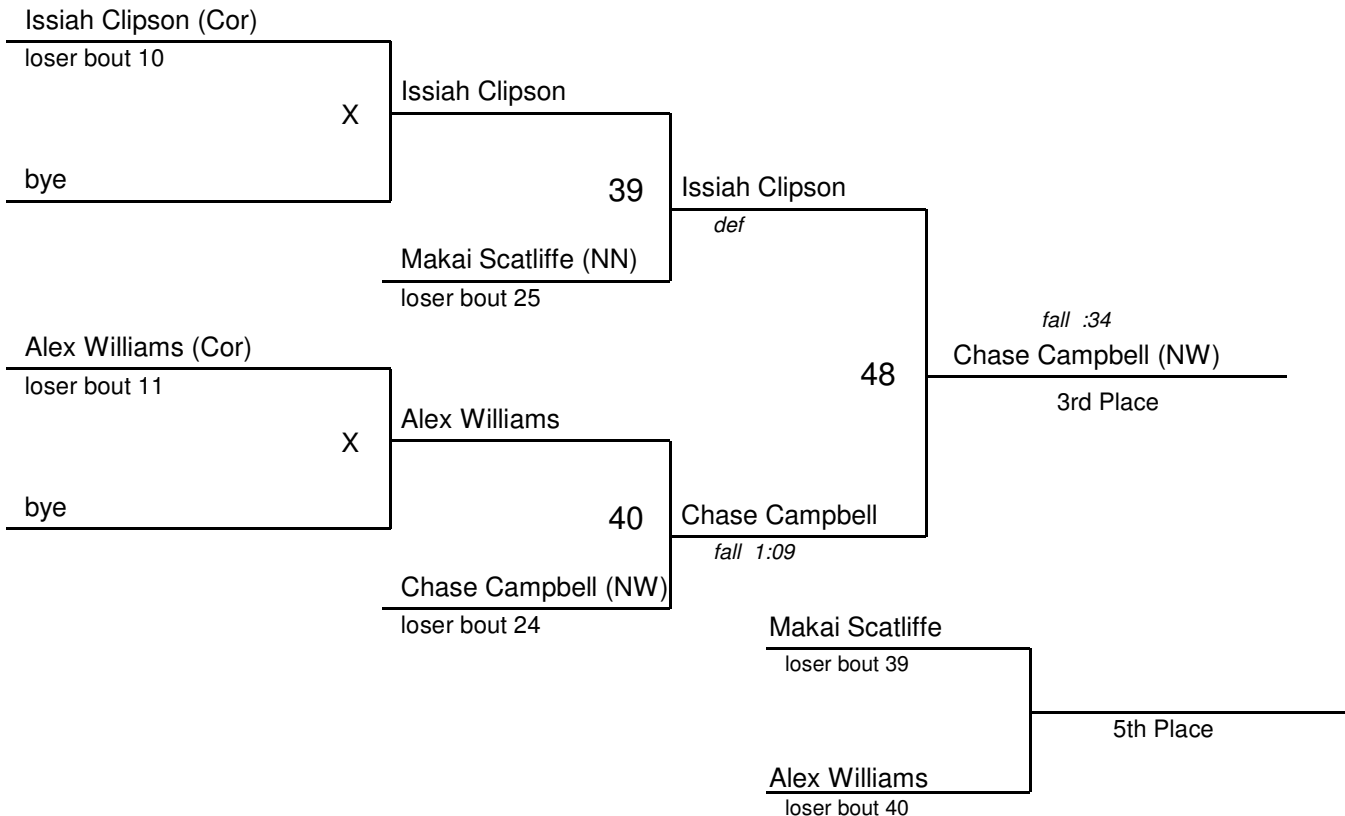 Issiah Clipson (Cor)
loser bout 10
Issiah Clipson
X
bye
39
Issiah Clipson
def
Makai Scatliffe (NN)
loser bout 25
fall :34
Alex Williams (Cor)
Chase Campbell (NW)
48
loser bout 11
3rd Place
Alex Williams
X
bye
40
Chase Campbell
fall 1:09
Chase Campbell (NW)
loser bout 24
Makai Scatliffe
loser bout 39
5th Place
Alex Williams
loser bout 40